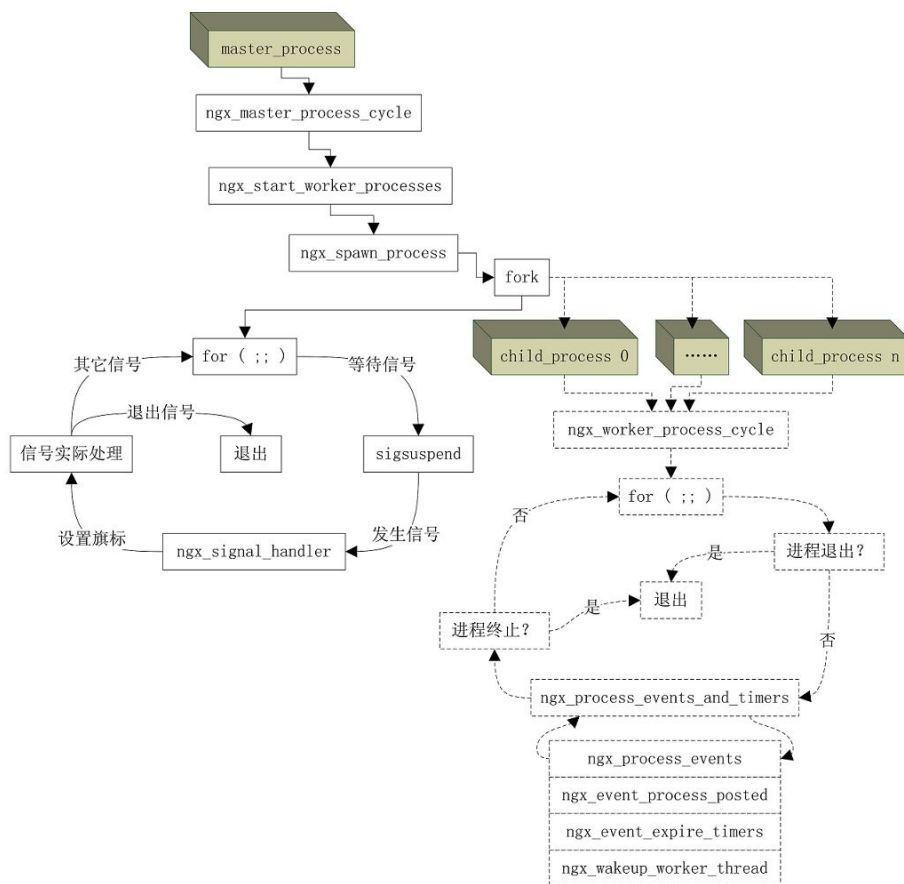 master_process
ngx_master_process_cycle
ngx_start_worker_processes
ngx_spawn_process
fork
for ( ;; )
其它信号
等待信号
退出信号
信号实际处理
退出
sigsuspend
设置旗标
发生信号
ngx_signal_handler
child_process 0
······
child_process n
ngx_worker_process_cycle
for ( ;; )
否
进程退出?
是
退出
是
进程终止?
否
ngx_process_events_and_timers
ngx_process_events
ngx_event_process_posted
ngx_event_expire_timers
ngx_wakeup_worker_thread